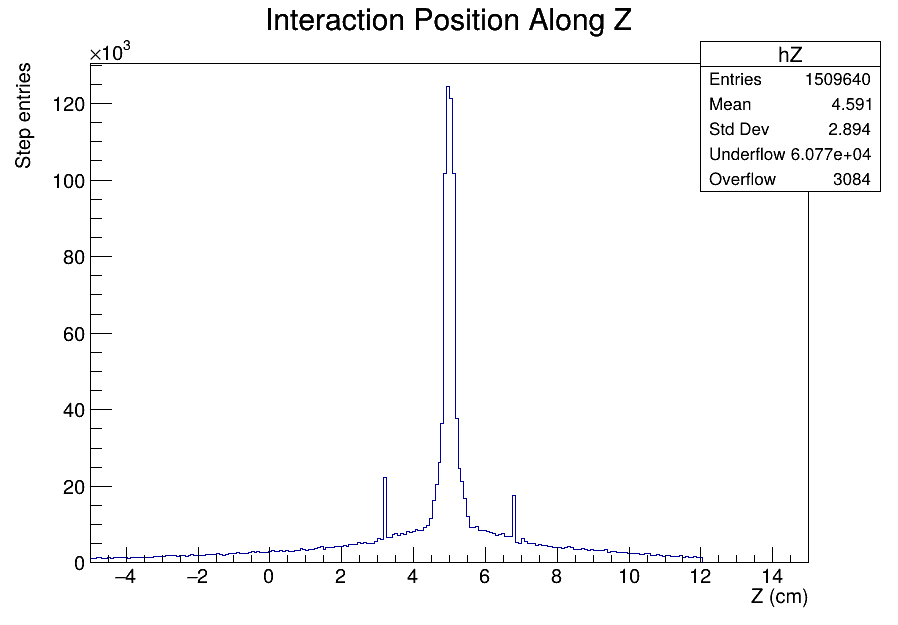 Interaction Position Along Z
×10³
Step entries
hZ
Entries 1509640
Mean 4.591
Std Dev 2.894
Underflow 6.077e+04
Overflow 3084
120
100
80
60
40
20
0
−4 −2 0 2 4 6 8 10 12 14
Z (cm)